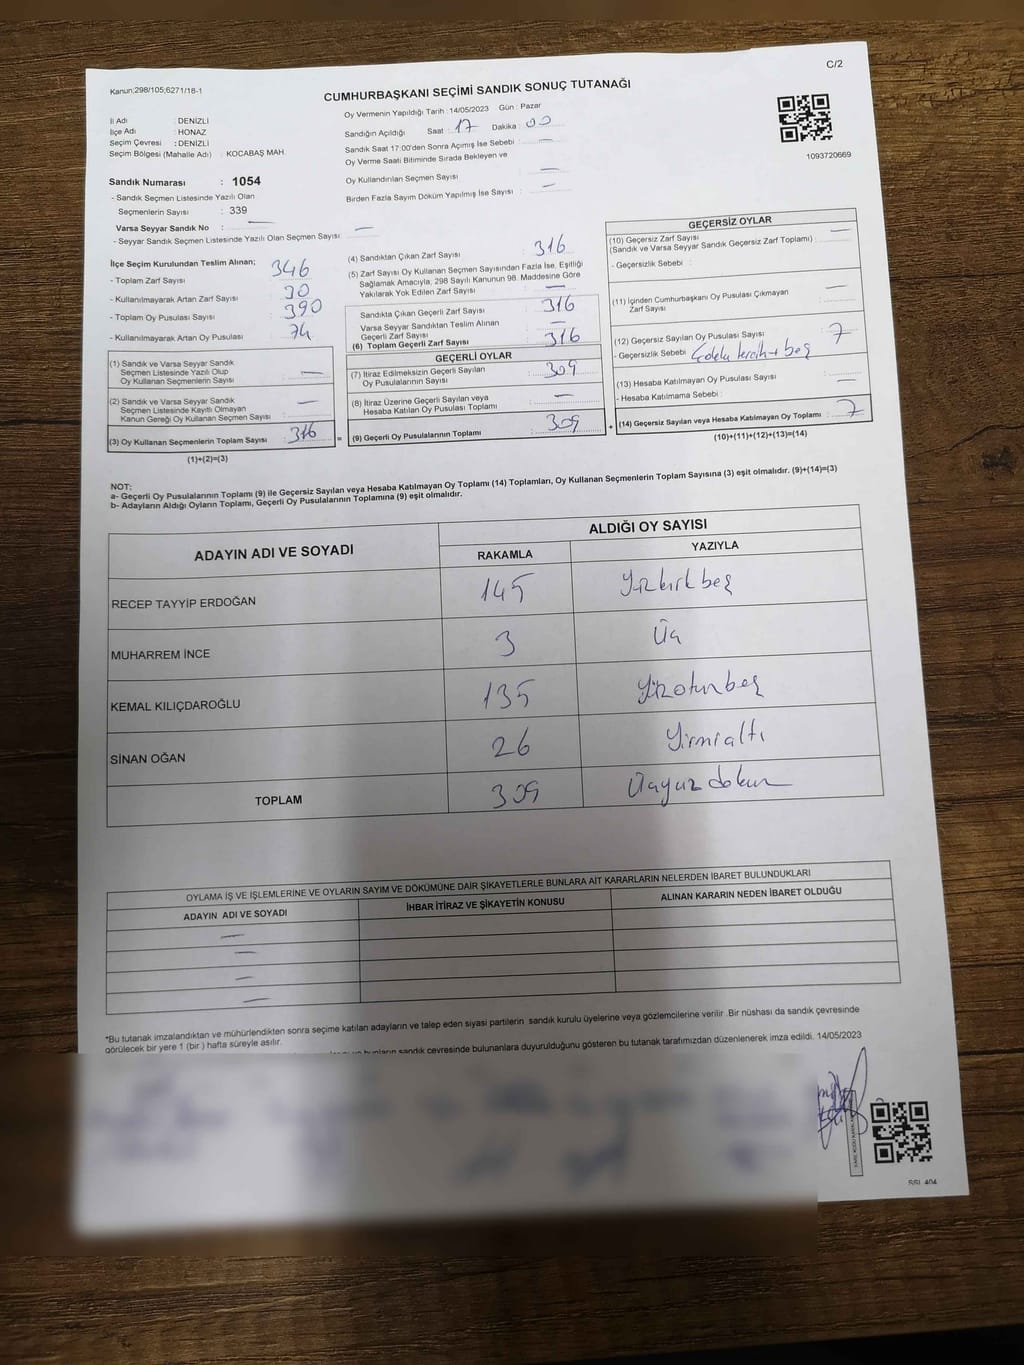 C/2
Kanun:298/105;6271/18-1
CUMHURBAŞKANI SEÇİMİ SANDIK SONUÇ TUTANAĞI
Oy Vermenin Yapıldığı Tarih : 14/05/2023 Gün : Pazar
İl Adı : DENİZLİ
İlçe Adı : HONAZ
Seçim Çevresi : DENİZLİ
Seçim Bölgesi (Mahalle Adı) : KOCABAŞ MAH.
Sandığın Açıldığı Saat : 17 Dakika : 00
Sandık Saat 17:00'den Sonra Açımış İse Sebebi : —
Oy Verme Saati Bitiminde Sırada Bekleyen ve
Oy Kullandırılan Seçmen Sayısı : —
Birden Fazla Sayım Döküm Yapılmış İse Sayısı : —
1093720669
Sandık Numarası : 1054
- Sandık Seçmen Listesinde Yazılı Olan
Seçmenlerin Sayısı : 339
Varsa Seyyar Sandık No : —
- Seyyar Sandık Seçmen Listesinde Yazılı Olan Seçmen Sayısı: —
İlçe Seçim Kurulundan Teslim Alınan;
- Toplam Zarf Sayısı : 346
- Kullanılmayarak Artan Zarf Sayısı : 30
- Toplam Oy Pusulası Sayısı : 390
- Kullanılmayarak Artan Oy Pusulası : 74
(1) Sandık ve Varsa Seyyar Sandık
Seçmen Listesinde Yazılı Olup
Oy Kullanan Seçmenlerin Sayısı : —
(2) Sandık ve Varsa Seyyar Sandık
Seçmen Listesinde Kayıtlı Olmayan
Kanun Gereği Oy Kullanan Seçmen Sayısı : —
(3) Oy Kullanan Seçmenlerin Toplam Sayısı : 316
(1)+(2)=(3)
(4) Sandıktan Çıkan Zarf Sayısı : 316
(5) Zarf Sayısı Oy Kullanan Seçmen Sayısından Fazla İse, Eşitliği
Sağlamak Amacıyla, 298 Sayılı Kanunun 98. Maddesine Göre
Yakılarak Yok Edilen Zarf Sayısı : —
Sandıkta Çıkan Geçerli Zarf Sayısı : 316
Varsa Seyyar Sandıktan Teslim Alınan
Geçerli Zarf Sayısı : —
(6) Toplam Geçerli Zarf Sayısı : 316
GEÇERLİ OYLAR
(7) İtiraz Edilmeksizin Geçerli Sayılan
Oy Pusulalarının Sayısı : 309
(8) İtiraz Üzerine Geçerli Sayılan veya
Hesaba Katılan Oy Pusulası Toplamı : —
= (9) Geçerli Oy Pusulalarının Toplamı : 309
GEÇERSİZ OYLAR
(10) Geçersiz Zarf Sayısı
(Sandık ve Varsa Seyyar Sandık Geçersiz Zarf Toplamı) : —
- Geçersizlik Sebebi :
(11) İçinden Cumhurbaşkanı Oy Pusulası Çıkmayan
Zarf Sayısı : —
(12) Geçersiz Sayılan Oy Pusulası Sayısı : 7
- Geçersizlik Sebebi :
(13) Hesaba Katılmayan Oy Pusulası Sayısı : —
- Hesaba Katılmama Sebebi :
+ (14) Geçersiz Sayılan veya Hesaba Katılmayan Oy Toplamı : 7
(10)+(11)+(12)+(13)=(14)
NOT:
a- Geçerli Oy Pusulalarının Toplamı (9) ile Geçersiz Sayılan veya Hesaba Katılmayan Oy Toplamı (14) Toplamları, Oy Kullanan Seçmenlerin Toplam Sayısına (3) eşit olmalıdır. (9)+(14)=(3)
b- Adayların Aldığı Oyların Toplamı, Geçerli Oy Pusulalarının Toplamına (9) eşit olmalıdır.
ADAYIN ADI VE SOYADI
ALDIĞI OY SAYISI
RAKAMLA YAZIYLA
RECEP TAYYİP ERDOĞAN 145 Yüzkırkbeş
MUHARREM İNCE 3 Üç
KEMAL KILIÇDAROĞLU 135 Yüzotuzbeş
SİNAN OĞAN 26 Yirmialtı
TOPLAM 309 Üçyüzdokuz
OYLAMA İŞ VE İŞLEMLERİNE VE OYLARIN SAYIM VE DÖKÜMÜNE DAİR ŞİKAYETLERLE BUNLARA AİT KARARLARIN NELERDEN İBARET BULUNDUKLARI
ADAYIN ADI VE SOYADI İHBAR İTİRAZ VE ŞİKAYETİN KONUSU ALINAN KARARIN NEDEN İBARET OLDUĞU
—
—
—
—
*Bu tutanak imzalandıktan ve mühürlendikten sonra seçime katılan adayların ve talep eden siyasi partilerin sandık kurulu üyelerine veya gözlemcilerine verilir .Bir nüshası da sandık çevresinde
görülecek bir yere 1 (bir ) hafta süreyle asılır.
bunların sandık çevresinde bulunanlara duyurulduğunu gösteren bu tutanak tarafımızdan düzenlenerek imza edildi. 14/05/2023